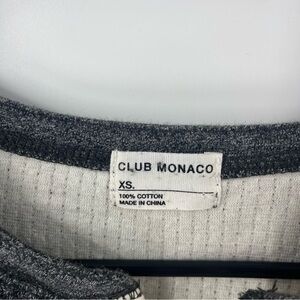 CLUB MONACO
XS.
100% COTTON
MADE IN CHINA